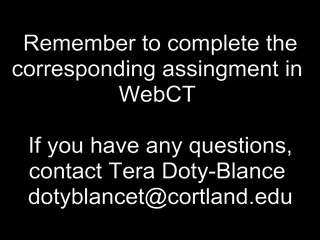 Remember to complete the
corresponding assingment in
WebCT
If you have any questions,
contact Tera Doty-Blance
dotyblancet@cortland.edu